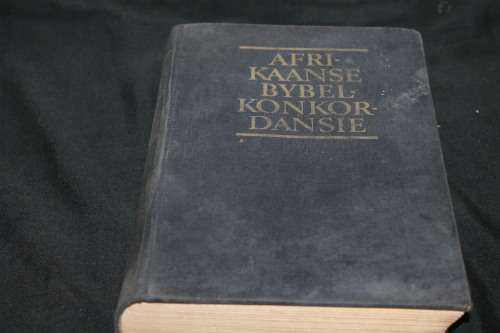 AFRI-
KAANSE
BYBEL-
KONKOR-
DANSIE